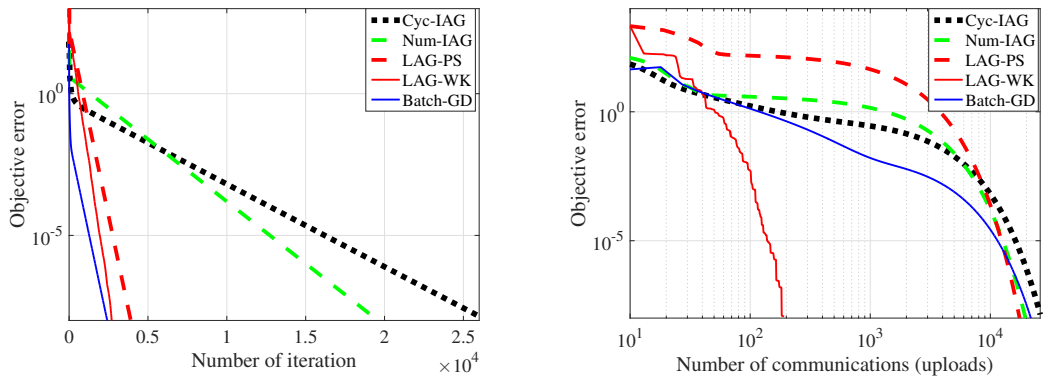 Cyc-IAG
Num-IAG
LAG-PS
LAG-WK
Batch-GD
10^0
10^-5
Objective error
0
0.5
1
1.5
2
2.5
Number of iteration
×10^4
Cyc-IAG
Num-IAG
LAG-PS
LAG-WK
Batch-GD
10^0
10^-5
Objective error
10^1
10^2
10^3
10^4
Number of communications (uploads)